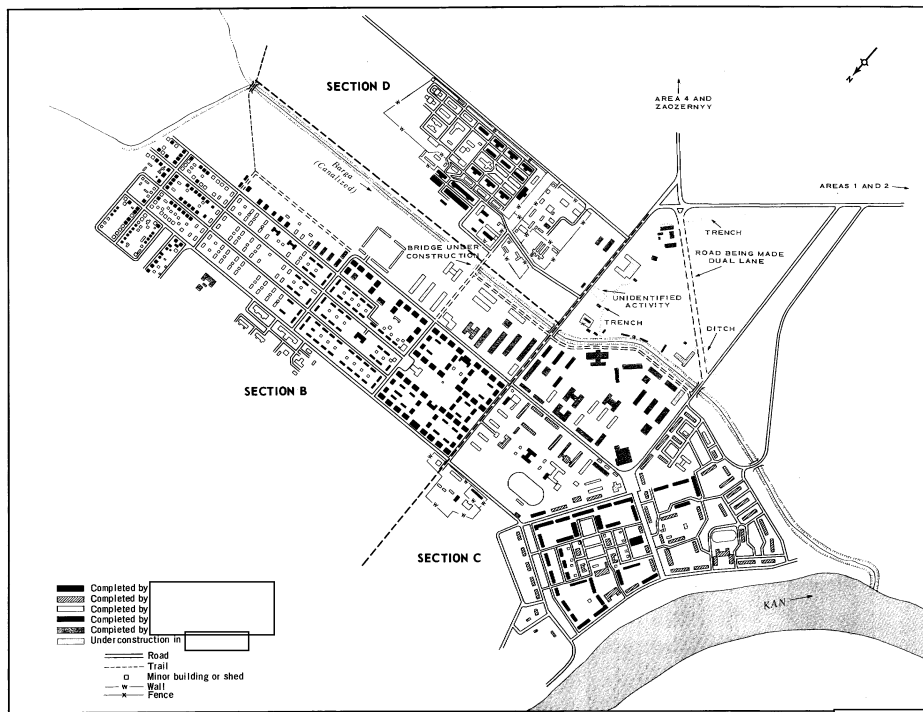 SECTION D
N
AREA 4 AND
ZAOZERNYY
AREAS 1 AND 2
Barga
(Canalized)
TRENCH
BRIDGE UNDER
CONSTRUCTION
ROAD BEING MADE
DUAL LANE
UNIDENTIFIED
ACTIVITY
TRENCH
DITCH
SECTION B
SECTION C
KAN
Completed by
Completed by
Completed by
Completed by
Completed by
Under construction in
Road
Trail
Minor building or shed
W Wall
x Fence